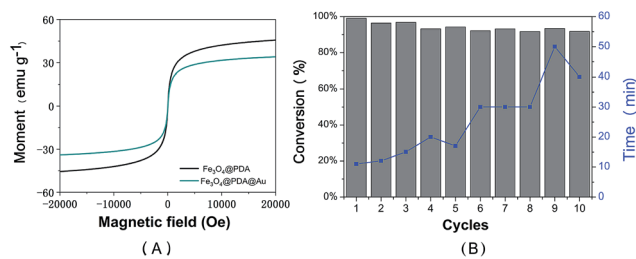 60
30
0
-30
-60
Moment (emu g-1)
Fe3O4@PDA
Fe3O4@PDA@Au
-20000 -10000 0 10000 20000
Magnetic field (Oe)
(A)
100%
80%
60%
40%
20%
0%
Conversion (%)
60
50
40
30
20
10
0
Time (min)
1 2 3 4 5 6 7 8 9 10
Cycles
(B)